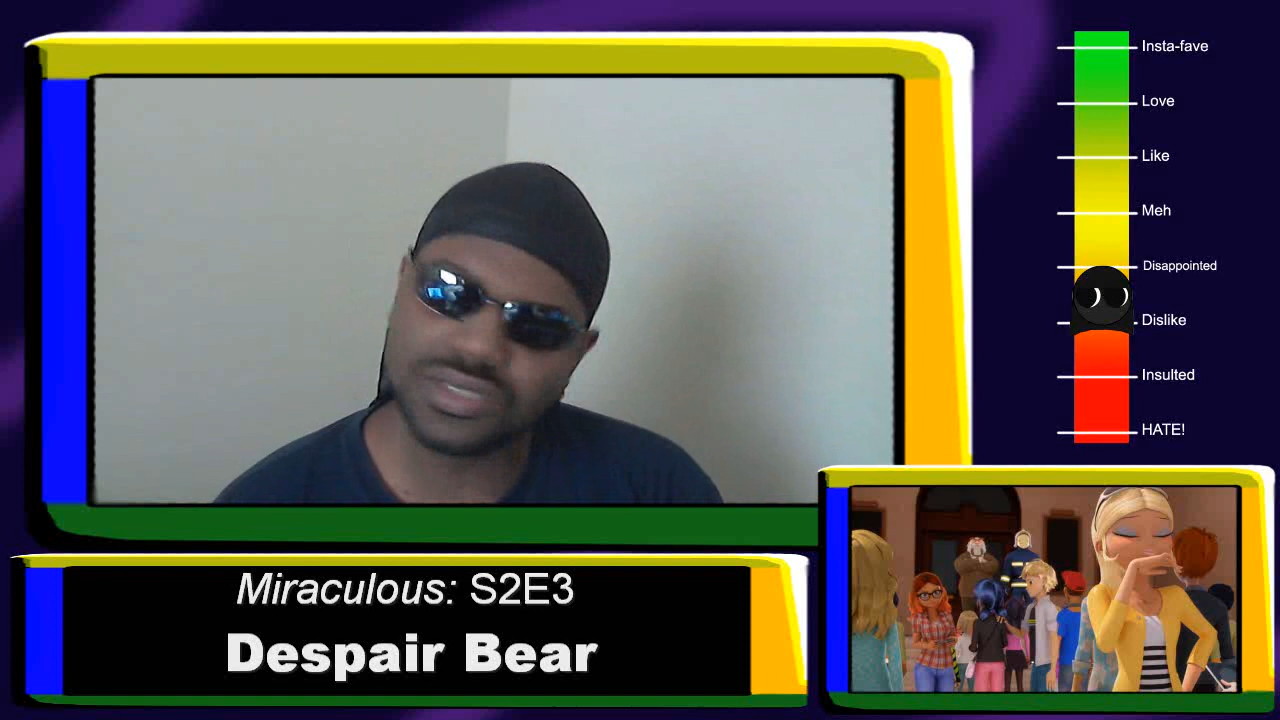 Insta-fave
Love
Like
Meh
Disappointed
Dislike
Insulted
HATE!
Miraculous: S2E3
Despair Bear